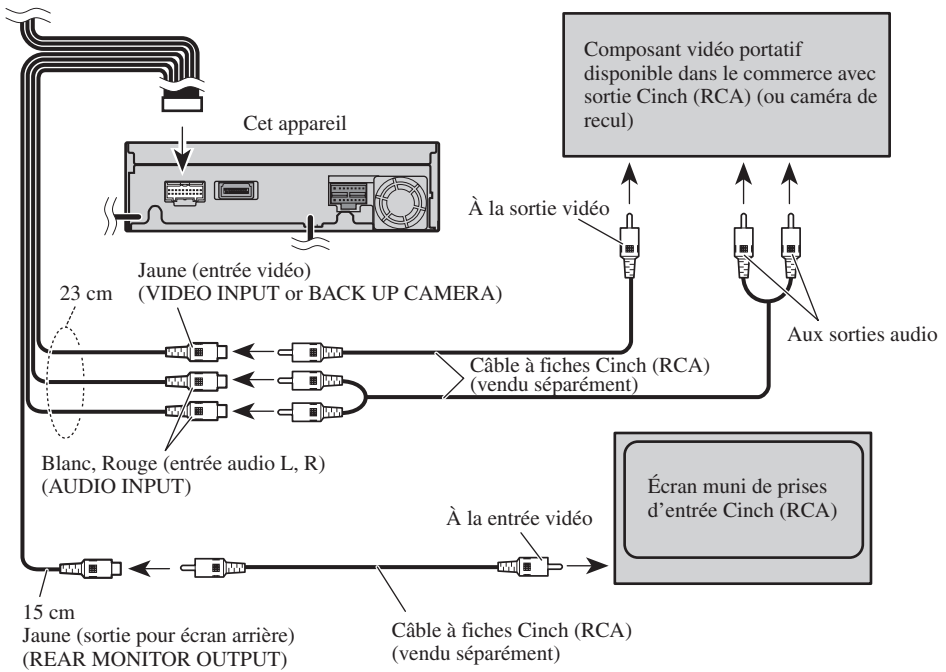 Composant vidéo portatif
disponible dans le commerce avec
sortie Cinch (RCA) (ou caméra de
recul)
Cet appareil
À la sortie vidéo
Jaune (entrée vidéo)
(VIDEO INPUT or BACK UP CAMERA)
23 cm
Aux sorties audio
Câble à fiches Cinch (RCA)
(vendu séparément)
Blanc, Rouge (entrée audio L, R)
(AUDIO INPUT)
Écran muni de prises
d'entrée Cinch (RCA)
À la entrée vidéo
15 cm
Jaune (sortie pour écran arrière)
(REAR MONITOR OUTPUT)
Câble à fiches Cinch (RCA)
(vendu séparément)